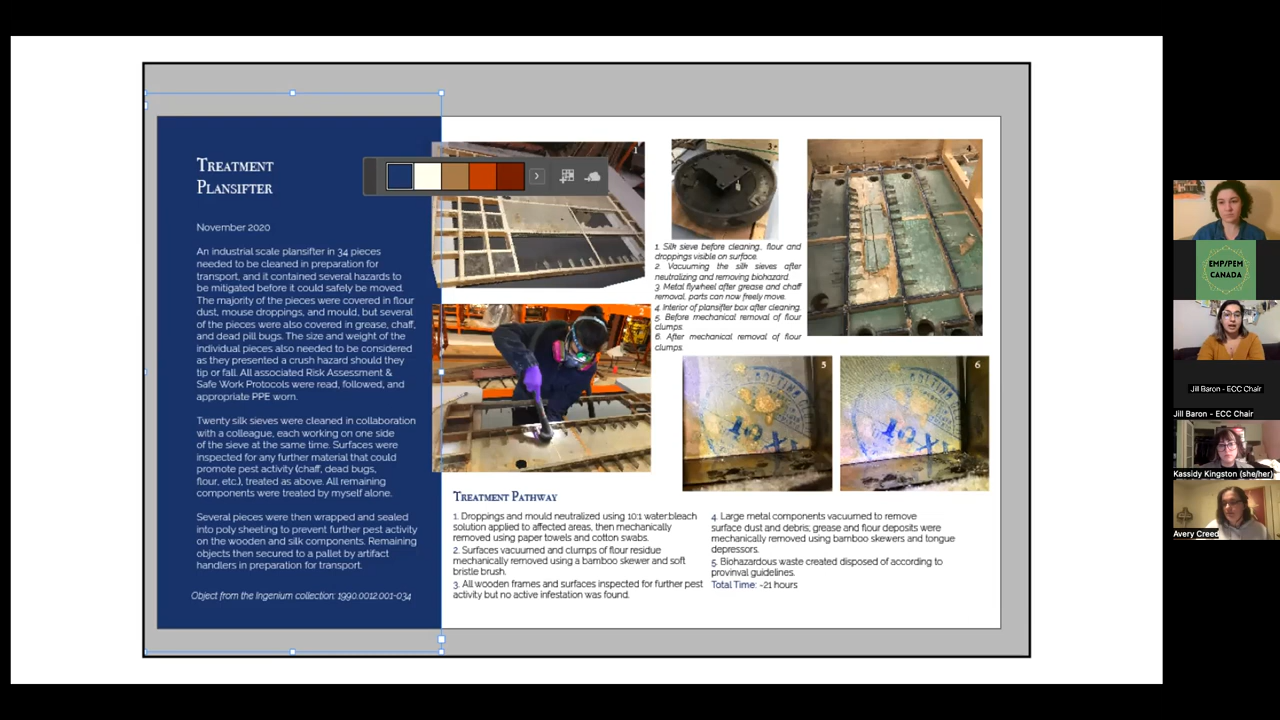 TREATMENT
PLANSIFTER
November 2020
An industrial scale plansifter in 34 pieces
needed to be cleaned in preparation for
transport, and it contained several hazards to
be mitigated before it could safely be moved.
The majority of the pieces were covered in flour
dust, mouse droppings, and mould, but several
of the pieces were also covered in grease, chaff,
and dead pill bugs. The size and weight of the
individual pieces also needed to be considered
as they presented a crush hazard should they
tip or fall. All associated Risk Assessment &
Safe Work Protocols were read, followed, and
appropriate PPE worn.
Twenty silk sieves were cleaned in collaboration
with a colleague, each working on one side
of the sieve at the same time. Surfaces were
inspected for any further material that could
promote pest activity (chaff, dead bugs,
flour, etc.), treated as above. All remaining
components were treated by myself alone.
Several pieces were then wrapped and sealed
into poly sheeting to prevent further pest activity
on the wooden and silk components. Remaining
objects then secured to a pallet by artifact
handlers in preparation for transport.
Object from the Ingenium collection: 1990.0012.001-034
1
2
3
4
1. Silk sieve before cleaning,. flour and
droppings visible on surface.
2. Vacuuming the silk sieves after
neutralizing and removing biohazard.
3. Metal flywheel after grease and chaff
removal, parts can now freely move.
4. Interior of plansifter box after cleaning.
5. Before mechanical removal of flour
clumps.
6. After mechanical removal of flour
clumps.
5
6
TREATMENT PATHWAY
1. Droppings and mould neutralized using 10:1 water:bleach
solution applied to affected areas, then mechanically
removed using paper towels and cotton swabs.
2. Surfaces vacuumed and clumps of flour residue
mechanically removed using a bamboo skewer and soft
bristle brush.
3. All wooden frames and surfaces inspected for further pest
activity but no active infestation was found.
4. Large metal components vacuumed to remove
surface dust and debris; grease and flour deposits were
mechanically removed using bamboo skewers and tongue
depressors.
5. Biohazardous waste created disposed of according to
provinval guidelines.
Total Time: ~21 hours
EMP/PEM
CANADA
Jill Baron - ECC Chair
Jill Baron - ECC Chair
Kassidy Kingston (she/her)
Avery Creed